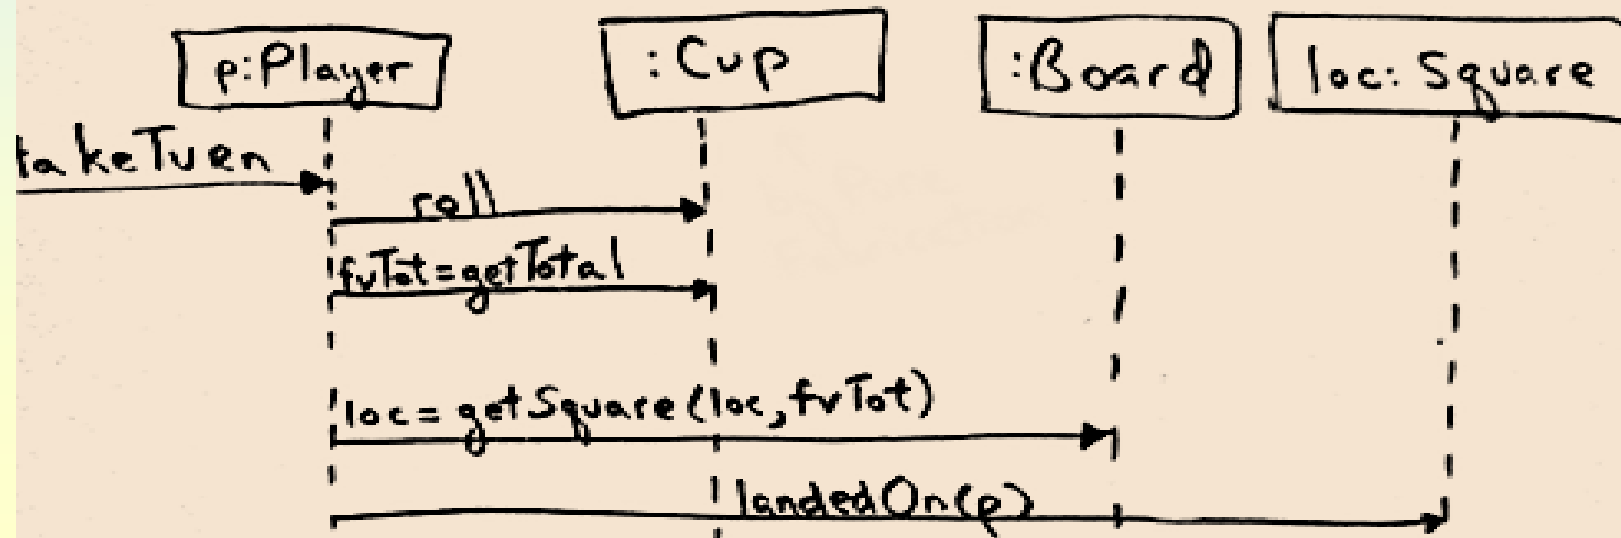 p:Player
:Cup
:Board
loc: Square
takeTuen
roll
fvTot=getTotal
loc= getSquare(loc,fvTot)
landedOn(p)